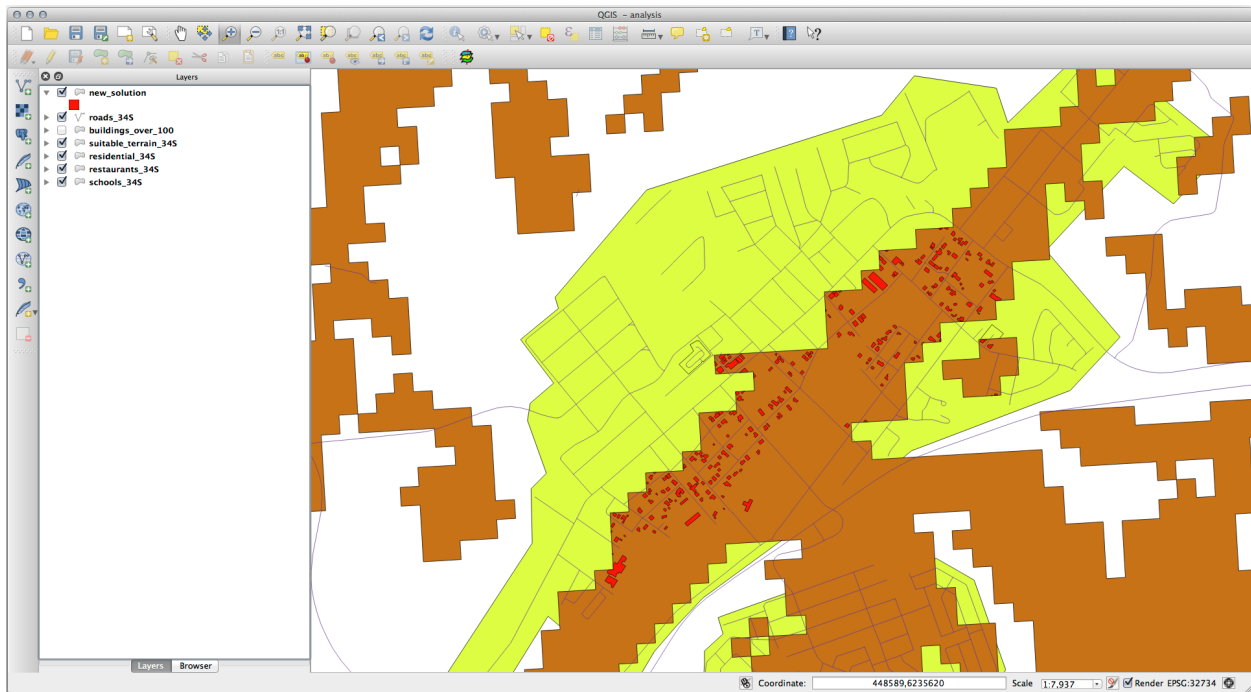 QGIS - analysis
Layers
new_solution
roads_34S
buildings_over_100
suitable_terrain_34S
residential_34S
restaurants_34S
schools_34S
Layers Browser
Coordinate: 448589,6235620 Scale 1:7,937 Render EPSG:32734